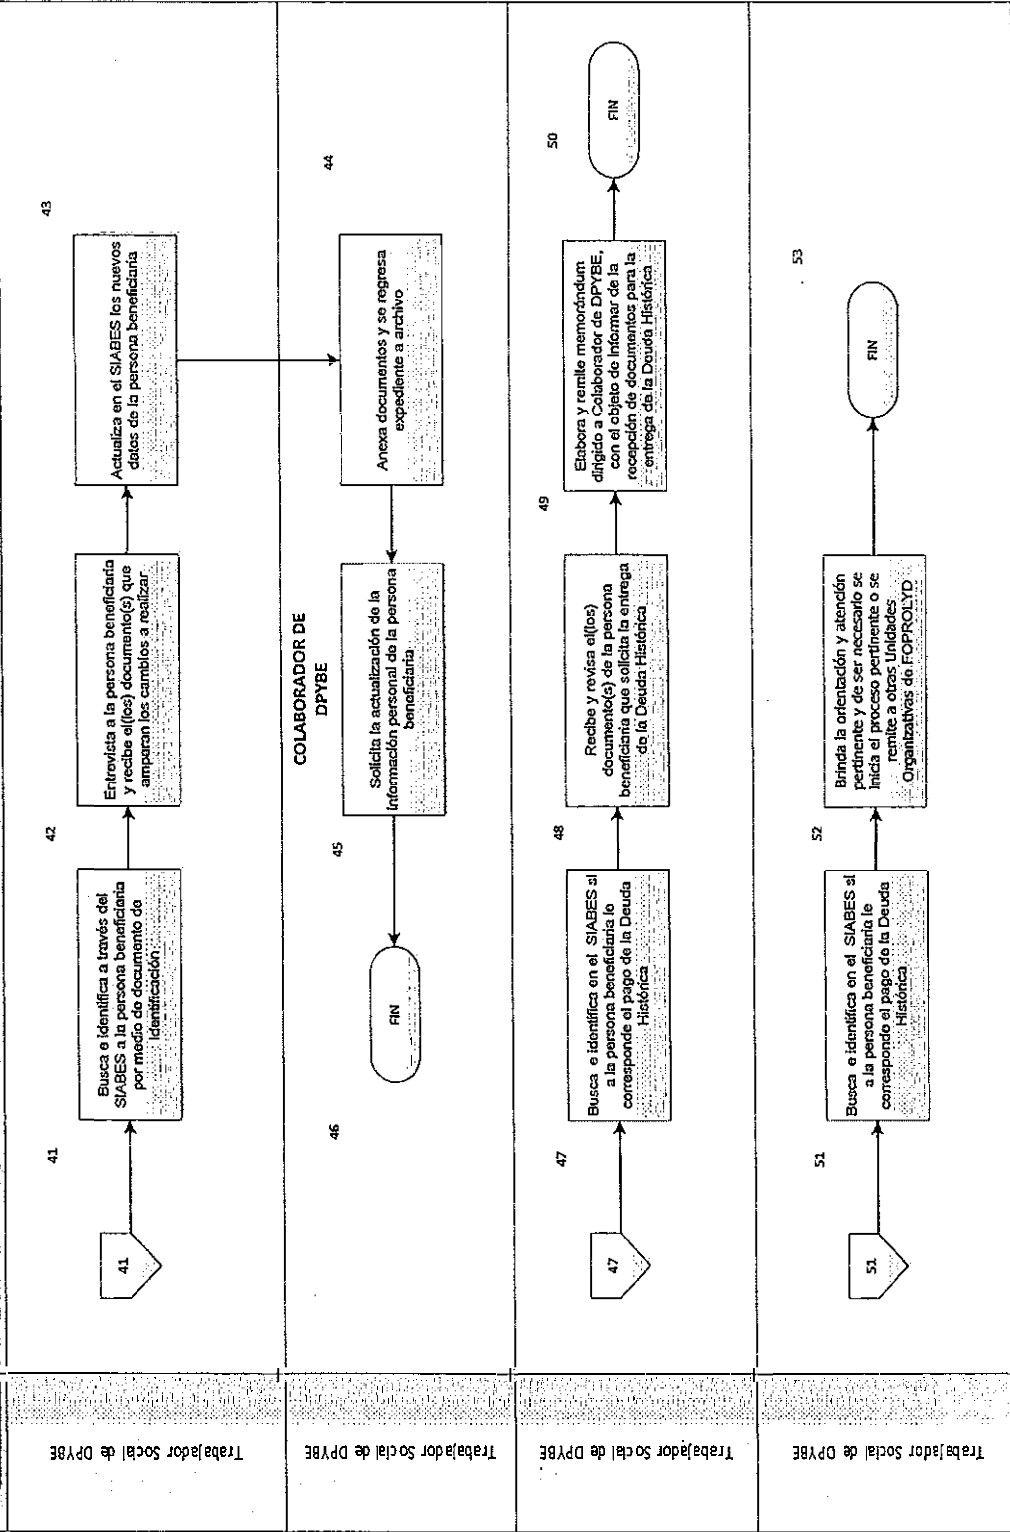 Trabajador Social de DPYBE
41
41
Busca e identifica a través del
SIABES a la persona beneficiaria
por medio de documento de
Identificación
42
Entrevista a la persona beneficiaria
y recibe el(los) documento(s) que
amparan los cambios a realizar
43
Actualiza en el SIABES los nuevos
datos de la persona beneficiaria
Trabajador Social de DPYBE
44
Anexa documentos y se regresa
expediente a archivo
COLABORADOR DE
DPYBE
45
Solicita la actualización de la
Información personal de la persona
beneficiaria
46
FIN
Trabajador Social de DPYBE
47
47
Busca e identifica en el SIABES si
a la persona beneficiaria le
corresponde el pago de la Deuda
Histórica
48
Recibe y revisa el(los)
documento(s) de la persona
beneficiaria que solicita la entrega
de la Deuda Histórica
49
Elabora y remite memorándum
dirigido a Colaborador de DPYBE,
con el objeto de Informar de la
recepción de documentos para la
entrega de la Deuda Histórica
50
FIN
Trabajador Social de DPYBE
51
51
Busca e identifica en el SIABES si
a la persona beneficiaria le
corresponde el pago de la Deuda
Histórica
52
Brinda la orientación y atención
pertinente y de ser necesario se
Inicia el proceso pertinente o se
remite a otras Unidades
Organizativas de FOPROLYD
53
FIN